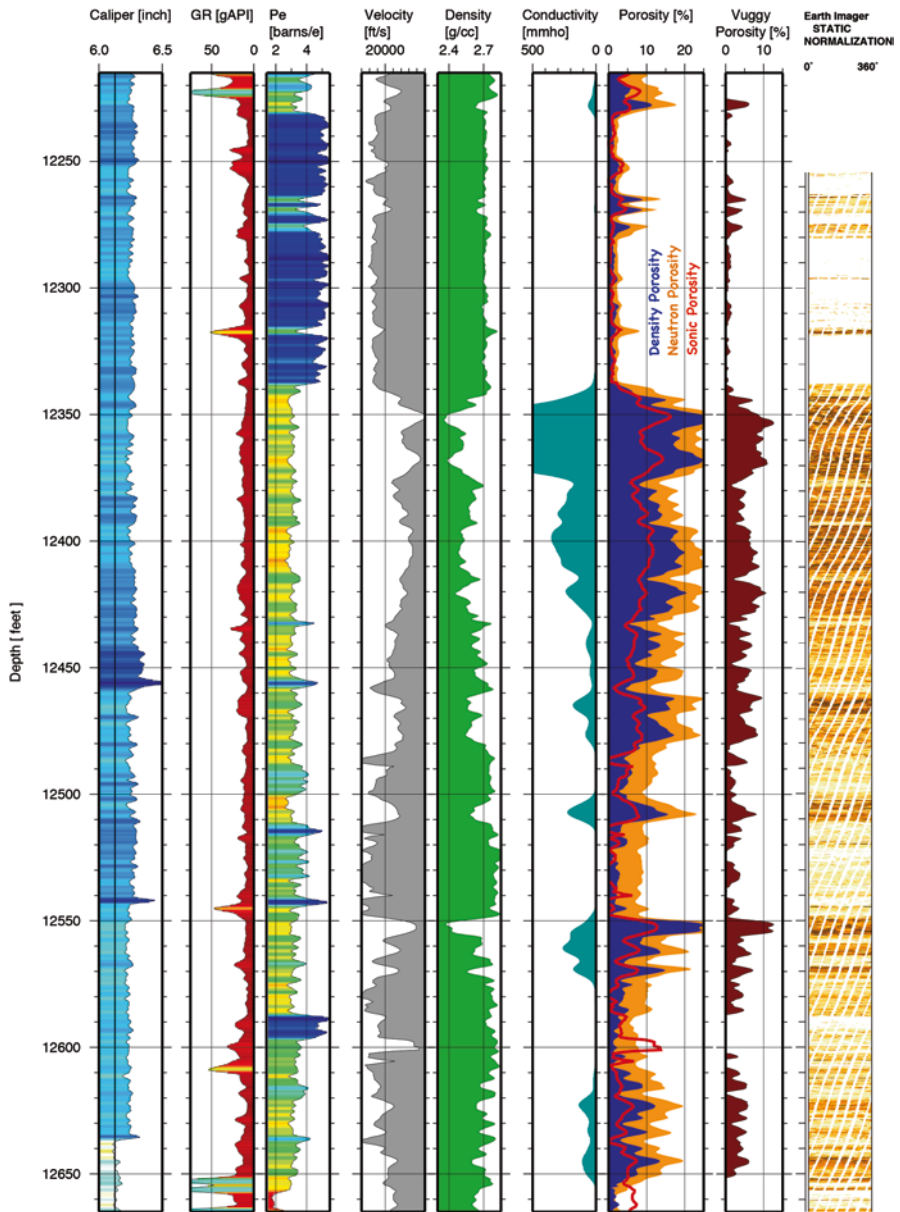 Caliper [inch]
6.0 6.5
GR [gAPI]
50 0
Pe
[barns/e]
2 4
Velocity
[ft/s]
20000
Density
[g/cc]
2.4 2.7
Conductivity
[mmho]
500 0
Porosity [%]
0 10 20
Vuggy
Porosity [%]
0 10
Earth Imager
STATIC
NORMALIZATION
0° 360°
Depth [ feet ]
12250
12300
12350
12400
12450
12500
12550
12600
12650
Density Porosity
Neutron Porosity
Sonic Porosity